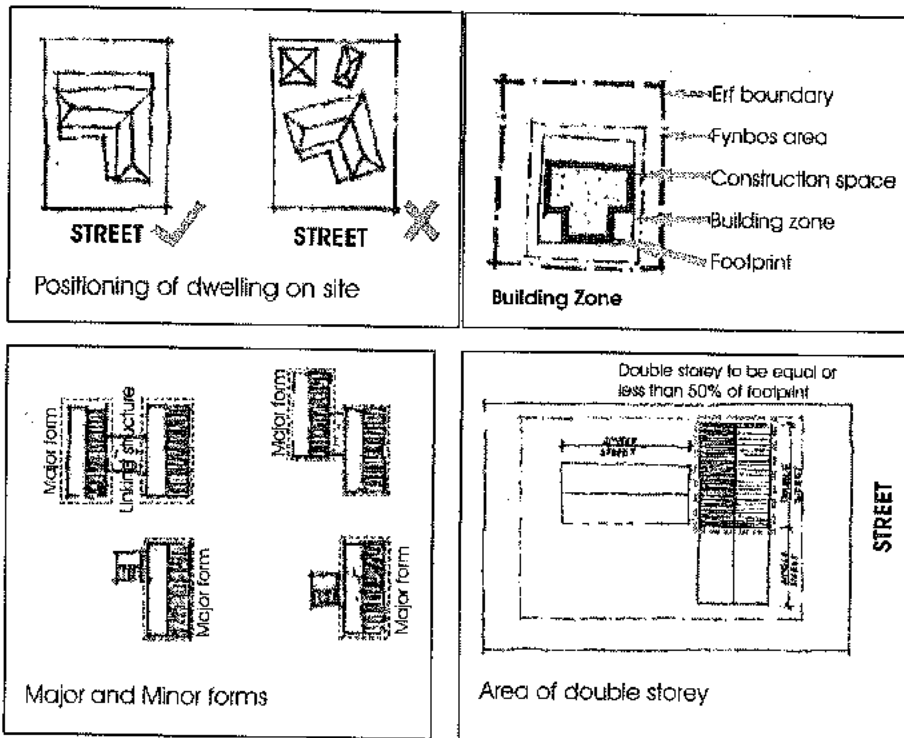 STREET
STREET
Positioning of dwelling on site
Erf boundary
Fynbos area
Construction space
Building zone
Footprint
Building Zone
Major form
Linking structure
Major form
Major form
Major form
Major and Minor forms
Double storey to be equal or
less than 50% of footprint
STREET
Area of double storey